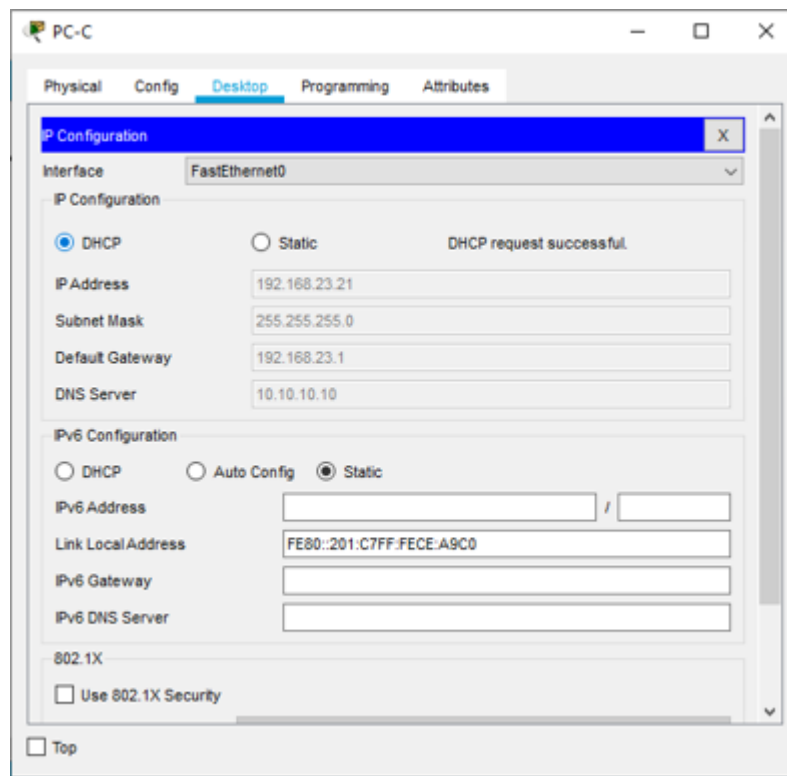 PC-C
Physical Config Desktop Programming Attributes
IP Configuration X
Interface FastEthernet0
IP Configuration
DHCP Static DHCP request successful.
IP Address 192.168.23.21
Subnet Mask 255.255.255.0
Default Gateway 192.168.23.1
DNS Server 10.10.10.10
IPv6 Configuration
DHCP Auto Config Static
IPv6 Address /
Link Local Address FE80::201:C7FF:FECE:A9C0
IPv6 Gateway
IPv6 DNS Server
802.1X
Use 802.1X Security
Top